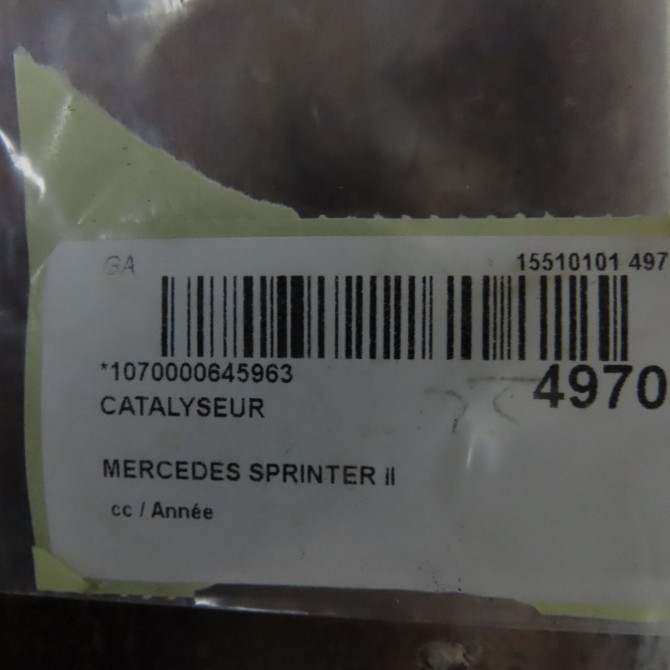 GA
15510101 497
*1070000645963
4970
CATALYSEUR
MERCEDES SPRINTER II
cc / Année